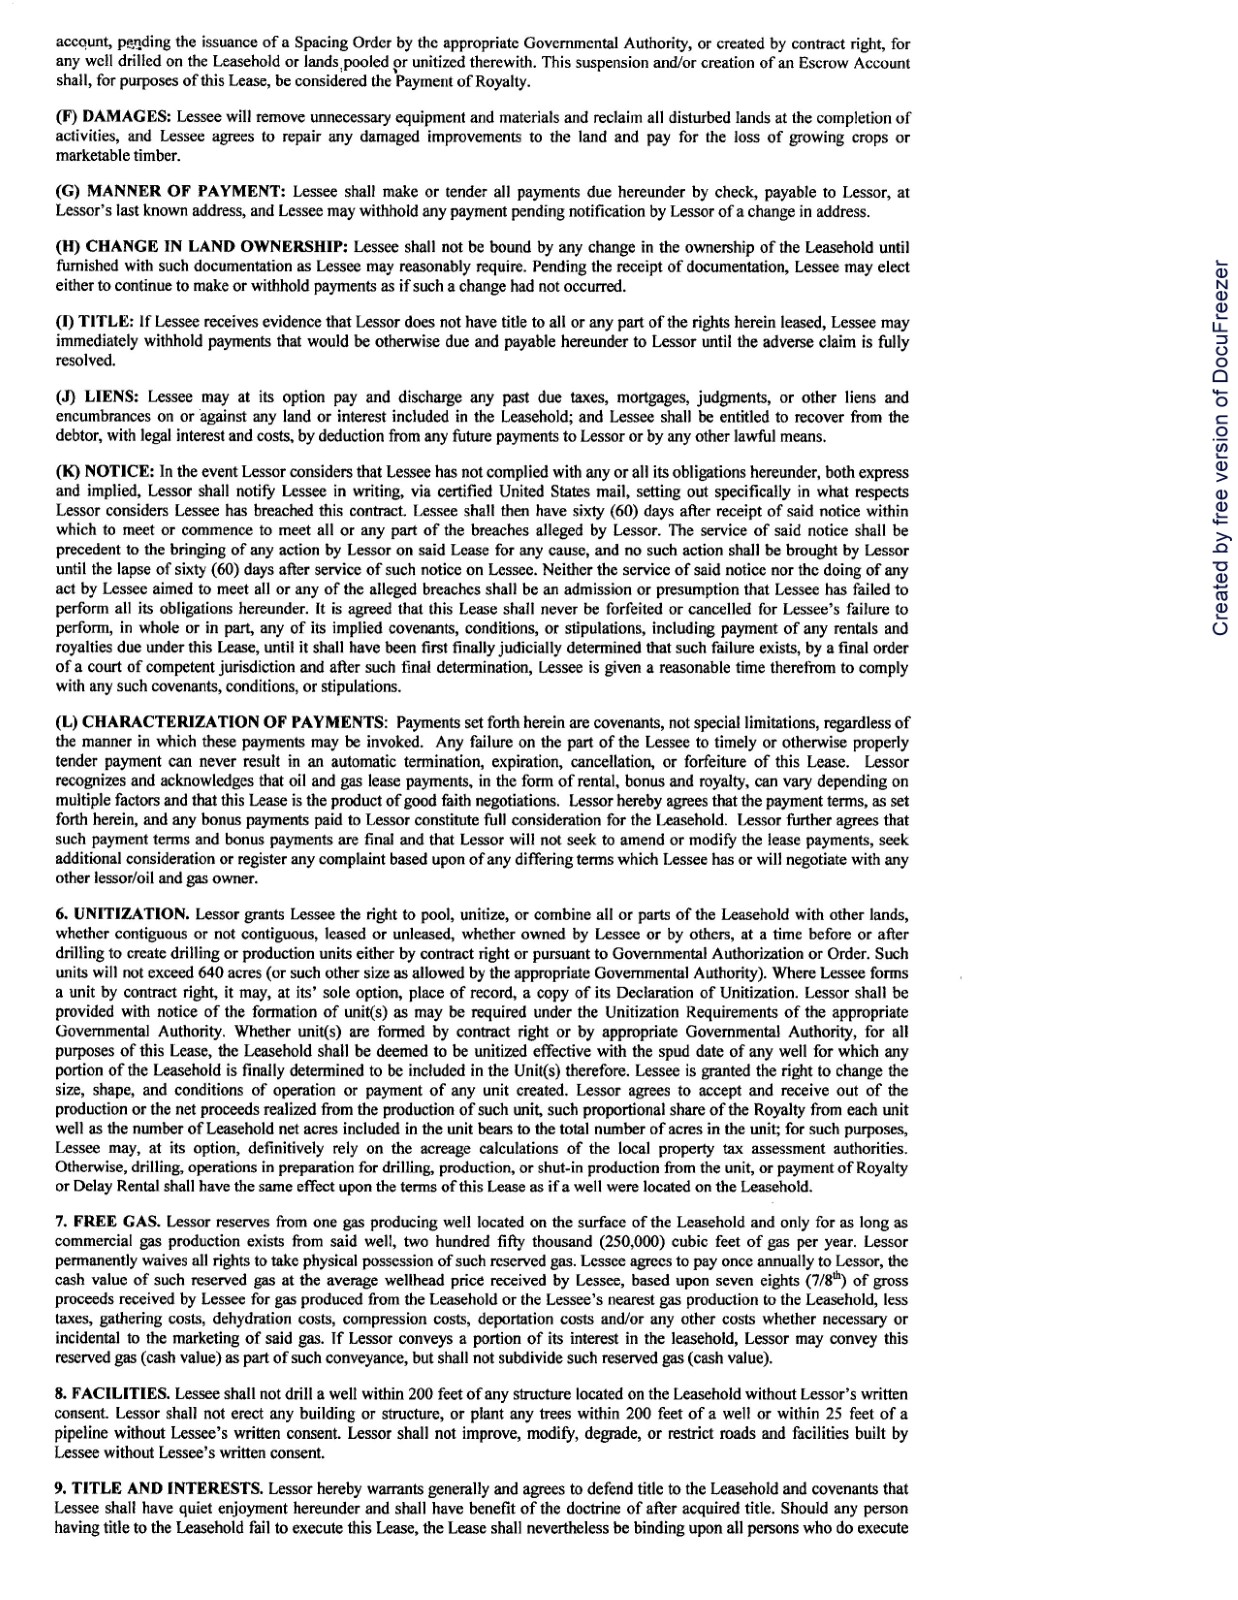 account, pending the issuance of a Spacing Order by the appropriate Governmental Authority, or created by contract right, for
any well drilled on the Leasehold or lands pooled or unitized therewith. This suspension and/or creation of an Escrow Account
shall, for purposes of this Lease, be considered the Payment of Royalty.
(F) DAMAGES: Lessee will remove unnecessary equipment and materials and reclaim all disturbed lands at the completion of
activities, and Lessee agrees to repair any damaged improvements to the land and pay for the loss of growing crops or
marketable timber.
(G) MANNER OF PAYMENT: Lessee shall make or tender all payments due hereunder by check, payable to Lessor, at
Lessor's last known address, and Lessee may withhold any payment pending notification by Lessor of a change in address.
(H) CHANGE IN LAND OWNERSHIP: Lessee shall not be bound by any change in the ownership of the Leasehold until
furnished with such documentation as Lessee may reasonably require. Pending the receipt of documentation, Lessee may elect
either to continue to make or withhold payments as if such a change had not occurred.
(I) TITLE: If Lessee receives evidence that Lessor does not have title to all or any part of the rights herein leased, Lessee may
immediately withhold payments that would be otherwise due and payable hereunder to Lessor until the adverse claim is fully
resolved.
(J) LIENS: Lessee may at its option pay and discharge any past due taxes, mortgages, judgments, or other liens and
encumbrances on or against any land or interest included in the Leasehold; and Lessee shall be entitled to recover from the
debtor, with legal interest and costs, by deduction from any future payments to Lessor or by any other lawful means.
(K) NOTICE: In the event Lessor considers that Lessee has not complied with any or all its obligations hereunder, both express
and implied, Lessor shall notify Lessee in writing, via certified United States mail, setting out specifically in what respects
Lessor considers Lessee has breached this contract. Lessee shall then have sixty (60) days after receipt of said notice within
which to meet or commence to meet all or any part of the breaches alleged by Lessor. The service of said notice shall be
precedent to the bringing of any action by Lessor on said Lease for any cause, and no such action shall be brought by Lessor
until the lapse of sixty (60) days after service of such notice on Lessee. Neither the service of said notice nor the doing of any
act by Lessee aimed to meet all or any of the alleged breaches shall be an admission or presumption that Lessee has failed to
perform all its obligations hereunder. It is agreed that this Lease shall never be forfeited or cancelled for Lessee's failure to
perform, in whole or in part, any of its implied covenants, conditions, or stipulations, including payment of any rentals and
royalties due under this Lease, until it shall have been first finally judicially determined that such failure exists, by a final order
of a court of competent jurisdiction and after such final determination, Lessee is given a reasonable time therefrom to comply
with any such covenants, conditions, or stipulations.
(L) CHARACTERIZATION OF PAYMENTS: Payments set forth herein are covenants, not special limitations, regardless of
the manner in which these payments may be invoked. Any failure on the part of the Lessee to timely or otherwise properly
tender payment can never result in an automatic termination, expiration, cancellation, or forfeiture of this Lease. Lessor
recognizes and acknowledges that oil and gas lease payments, in the form of rental, bonus and royalty, can vary depending on
multiple factors and that this Lease is the product of good faith negotiations. Lessor hereby agrees that the payment terms, as set
forth herein, and any bonus payments paid to Lessor constitute full consideration for the Leasehold. Lessor further agrees that
such payment terms and bonus payments are final and that Lessor will not seek to amend or modify the lease payments, seek
additional consideration or register any complaint based upon of any differing terms which Lessee has or will negotiate with any
other lessor/oil and gas owner.
6. UNITIZATION. Lessor grants Lessee the right to pool, unitize, or combine all or parts of the Leasehold with other lands,
whether contiguous or not contiguous, leased or unleased, whether owned by Lessee or by others, at a time before or after
drilling to create drilling or production units either by contract right or pursuant to Governmental Authorization or Order. Such
units will not exceed 640 acres (or such other size as allowed by the appropriate Governmental Authority). Where Lessee forms
a unit by contract right, it may, at its' sole option, place of record, a copy of its Declaration of Unitization. Lessor shall be
provided with notice of the formation of unit(s) as may be required under the Unitization Requirements of the appropriate
Governmental Authority. Whether unit(s) are formed by contract right or by appropriate Governmental Authority, for all
purposes of this Lease, the Leasehold shall be deemed to be unitized effective with the spud date of any well for which any
portion of the Leasehold is finally determined to be included in the Unit(s) therefore. Lessee is granted the right to change the
size, shape, and conditions of operation or payment of any unit created. Lessor agrees to accept and receive out of the
production or the net proceeds realized from the production of such unit, such proportional share of the Royalty from each unit
well as the number of Leasehold net acres included in the unit bears to the total number of acres in the unit; for such purposes,
Lessee may, at its option, definitively rely on the acreage calculations of the local property tax assessment authorities.
Otherwise, drilling, operations in preparation for drilling, production, or shut-in production from the unit, or payment of Royalty
or Delay Rental shall have the same effect upon the terms of this Lease as if a well were located on the Leasehold.
7. FREE GAS. Lessor reserves from one gas producing well located on the surface of the Leasehold and only for as long as
commercial gas production exists from said well, two hundred fifty thousand (250,000) cubic feet of gas per year. Lessor
permanently waives all rights to take physical possession of such reserved gas. Lessee agrees to pay once annually to Lessor, the
cash value of such reserved gas at the average wellhead price received by Lessee, based upon seven eights (7/8th) of gross
proceeds received by Lessee for gas produced from the Leasehold or the Lessee's nearest gas production to the Leasehold, less
taxes, gathering costs, dehydration costs, compression costs, deportation costs and/or any other costs whether necessary or
incidental to the marketing of said gas. If Lessor conveys a portion of its interest in the leasehold, Lessor may convey this
reserved gas (cash value) as part of such conveyance, but shall not subdivide such reserved gas (cash value).
8. FACILITIES. Lessee shall not drill a well within 200 feet of any structure located on the Leasehold without Lessor's written
consent. Lessor shall not erect any building or structure, or plant any trees within 200 feet of a well or within 25 feet of a
pipeline without Lessee's written consent. Lessor shall not improve, modify, degrade, or restrict roads and facilities built by
Lessee without Lessee's written consent.
9. TITLE AND INTERESTS. Lessor hereby warrants generally and agrees to defend title to the Leasehold and covenants that
Lessee shall have quiet enjoyment hereunder and shall have benefit of the doctrine of after acquired title. Should any person
having title to the Leasehold fail to execute this Lease, the Lease shall nevertheless be binding upon all persons who do execute
Created by free version of DocuFreezer